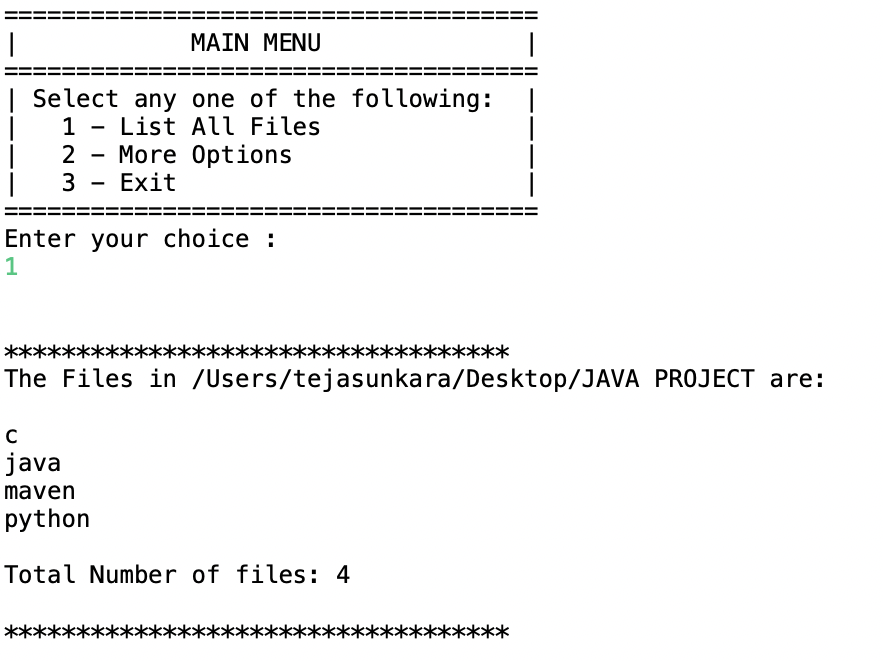 =====================================
|            MAIN MENU              |
=====================================
| Select any one of the following:  |
|   1 – List All Files              |
|   2 – More Options                |
|   3 – Exit                        |
=====================================
Enter your choice :
1
***********************************
The Files in /Users/tejasunkara/Desktop/JAVA PROJECT are:
c
java
maven
python
Total Number of files: 4
***********************************